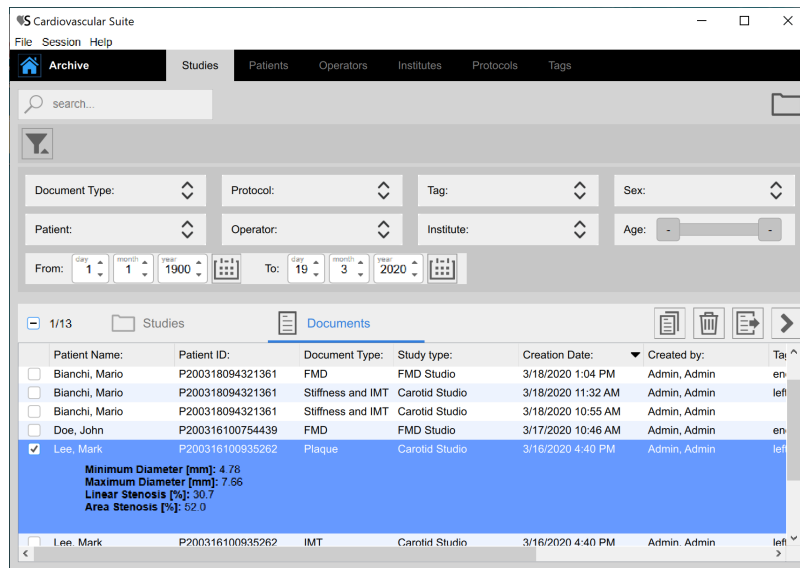 VS Cardiovascular Suite
File Session Help
Archive Studies Patients Operators Institutes Protocols Tags
search...
Document Type: Protocol: Tag: Sex:
Patient: Operator: Institute: Age: - -
From: day 1 month 1 year 1900 To: day 19 month 3 year 2020
1/13 Studies Documents
Patient Name: Patient ID: Document Type: Study type: Creation Date: Created by:
Bianchi, Mario P200318094321361 FMD FMD Studio 3/18/2020 1:04 PM Admin, Admin
Bianchi, Mario P200318094321361 Stiffness and IMT Carotid Studio 3/18/2020 11:32 AM Admin, Admin left
Bianchi, Mario P200318094321361 Stiffness and IMT Carotid Studio 3/18/2020 10:55 AM Admin, Admin
Doe, John P200316100754439 FMD FMD Studio 3/17/2020 10:46 AM Admin, Admin
Lee, Mark P200316100935262 Plaque Carotid Studio 3/16/2020 4:40 PM Admin, Admin left
Minimum Diameter [mm]: 4.78
Maximum Diameter [mm]: 7.66
Linear Stenosis [%]: 30.7
Area Stenosis [%]: 52.0
Lee, Mark P200316100935262 IMT Carotid Studio 3/16/2020 4:40 PM Admin, Admin left